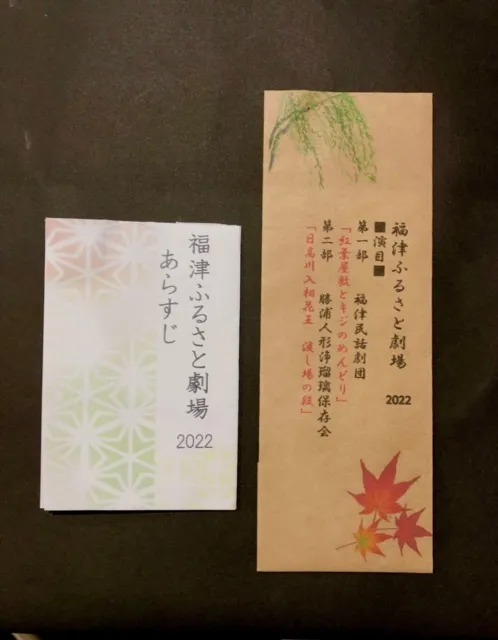 福津ふるさと劇場 2022
あらすじ
福津ふるさと劇場 2022
■演目■
第一部 福津民話劇団
「紅葉屋敷とキジのめんどり」
第二部 勝浦人形浄瑠璃保存会
「日高川入相花王 渡し場の段」